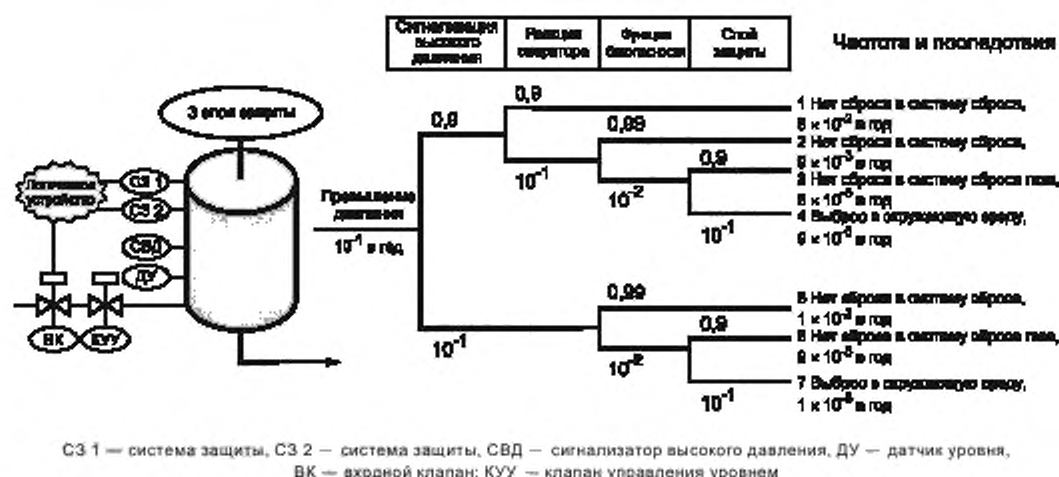 Сигнализация
высокого
давления
Реакция
оператора
Функция
безопасности
Слой
защиты
Частота и последствия
3 слоя защиты
Логическое
устройство
СЗ 1
СЗ 2
СВД
ДУ
ВК
КУУ
Превышение
давления
10⁻¹ в год
0,9
0,9
10⁻¹
0,99
10⁻²
0,9
10⁻¹
10⁻¹
0,99
10⁻²
0,9
10⁻¹
1 Нет сброса в систему сброса,
8 × 10⁻² в год
2 Нет сброса в систему сброса,
9 × 10⁻³ в год
3 Нет сброса в систему сброса газа,
8 × 10⁻⁵ в год
4 Выброс в окружающую среду,
9 × 10⁻⁶ в год
5 Нет сброса в систему сброса,
1 × 10⁻² в год
6 Нет сброса в систему сброса газа,
9 × 10⁻⁵ в год
7 Выброс в окружающую среду,
1 × 10⁻⁵ в год
СЗ 1 — система защиты, СЗ 2 — система защиты, СВД — сигнализатор высокого давления, ДУ — датчик уровня,
ВК — входной клапан; КУУ — клапан управления уровнем